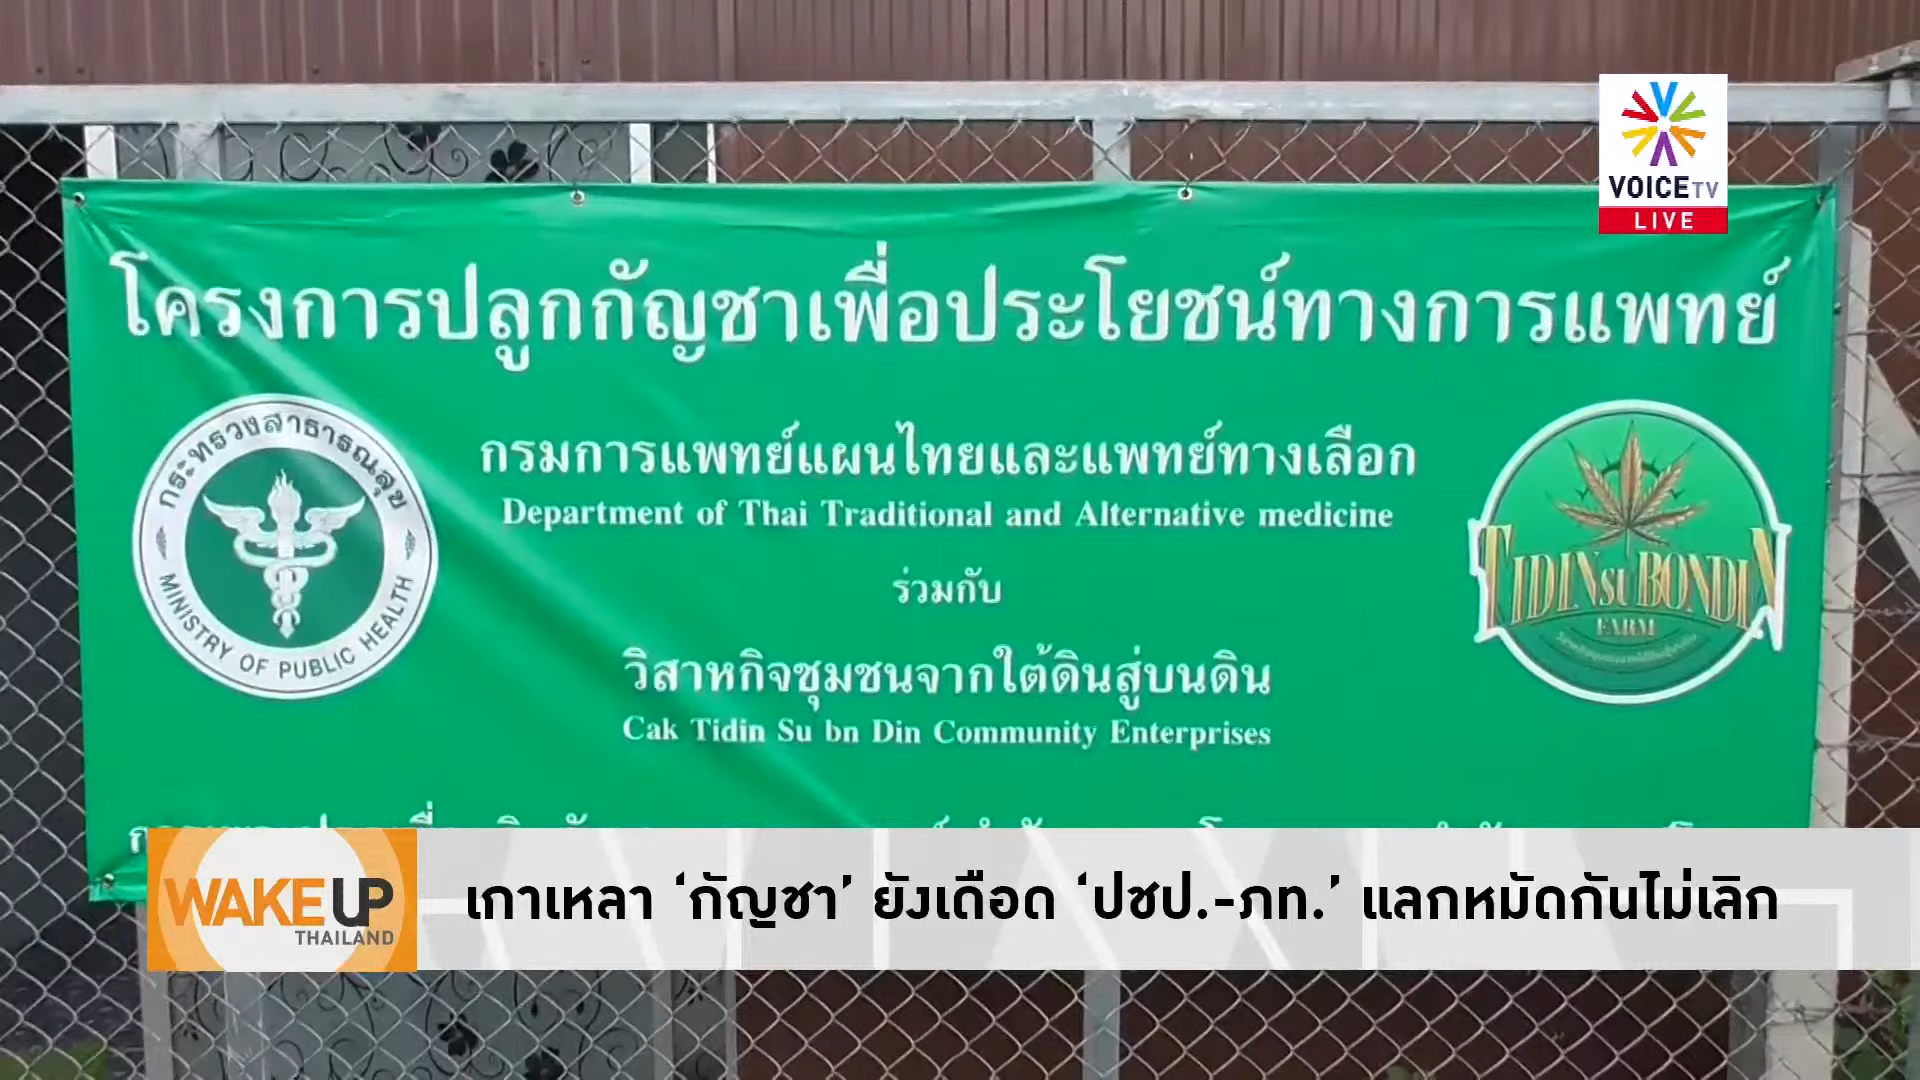 VOICE TV
LIVE
โครงการปลูกกัญชาเพื่อประโยชน์ทางการแพทย์
กระทรวงสาธารณสุข
MINISTRY OF PUBLIC HEALTH
กรมการแพทย์แผนไทยและแพทย์ทางเลือก
Department of Thai Traditional and Alternative medicine
ร่วมกับ
วิสาหกิจชุมชนจากใต้ดินสู่บนดิน
Cak Tidin Su bn Din Community Enterprises
TIDIN SU BONDIN
FARM
WAKE UP
THAILAND
เกาเหลา ‘กัญชา’ ยังเดือด ‘ปชป.-ภท.’ แลกหมัดกันไม่เลิก